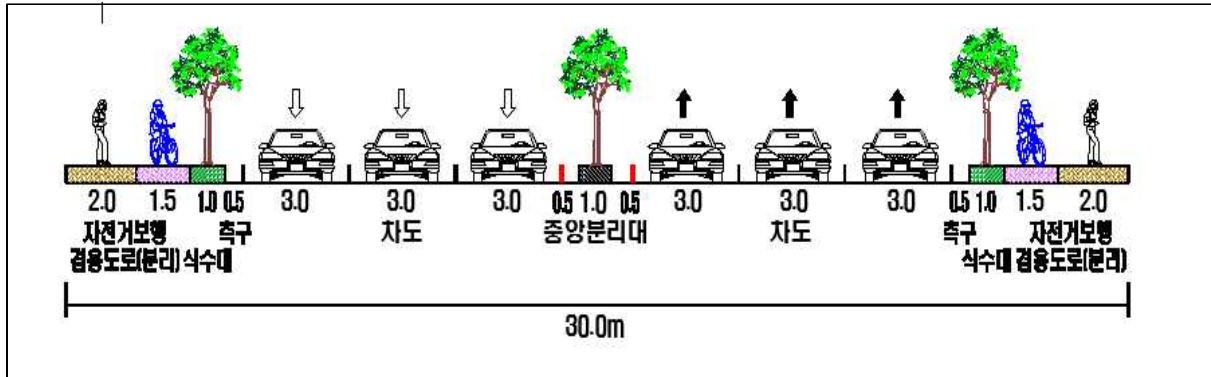 2.0 1.5 1.0 0.5 3.0 3.0 3.0 0.5 1.0 0.5 3.0 3.0 3.0 0.5 1.0 1.5 2.0
자전거보행 측구 차도 중앙분리대 차도 측구 자전거보행
겸용도로(분리) 식수대 식수대 겸용도로(분리)
30.0m